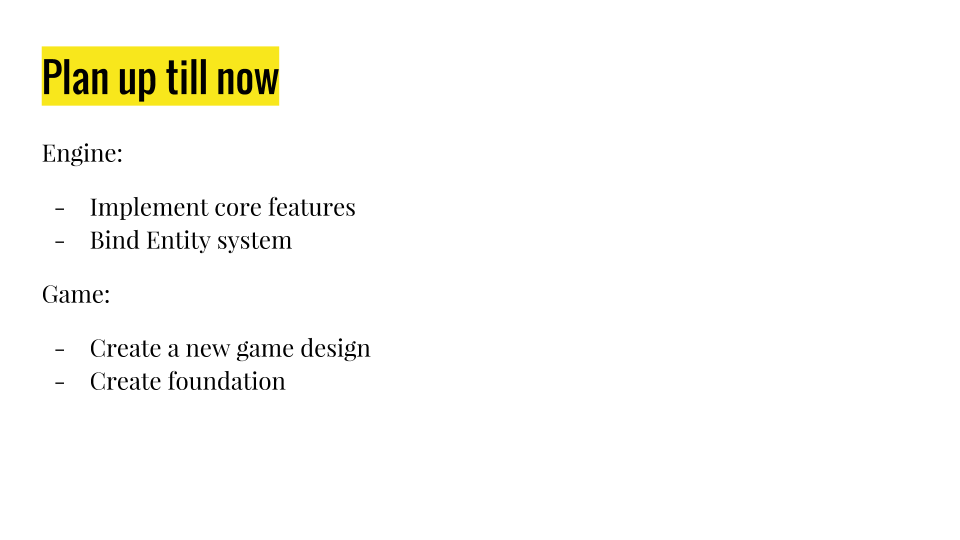 Plan up till now
Engine:
- Implement core features
- Bind Entity system
Game:
- Create a new game design
- Create foundation